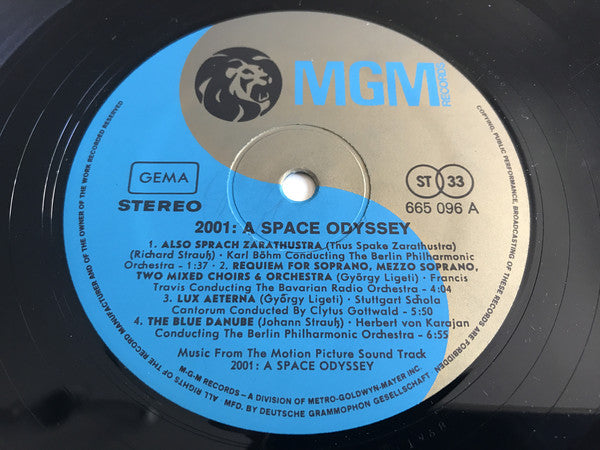 MGM
RECORDS
GEMA
STEREO
ST 33
665 096 A
2001: A SPACE ODYSSEY
1. ALSO SPRACH ZARATHUSTRA (Thus Spake Zarathustra)
(Richard Strauß) • Karl Böhm Conducting The Berlin Philharmonic
Orchestra - 1:37 · 2. REQUIEM FOR SOPRANO, MEZZO SOPRANO,
TWO MIXED CHOIRS & ORCHESTRA (György Ligeti) · Francis
Travis Conducting The Bavarian Radio Orchestra - 4:04
3. LUX AETERNA (György Ligeti) • Stuttgart Schola
Cantorum Conducted By Clytus Gottwald - 5:50
4. THE BLUE DANUBE (Johann Strauß) • Herbert von Karajan
Conducting The Berlin Philharmonic Orchestra - 6:55
Music From The Motion Picture Sound Track
2001: A SPACE ODYSSEY
M-G-M RECORDS – A DIVISION OF METRO-GOLDWYN-MAYER INC.
MFD. BY DEUTSCHE GRAMMOPHON GESELLSCHAFT ·
ALL RIGHTS OF THE RECORD MANUFACTURER AND OF THE OWNER OF THE WORK RECORDED RESERVED
COPYING, PUBLIC PERFORMANCE, BROADCASTING OF THESE RECORDS ARE FORBIDDEN